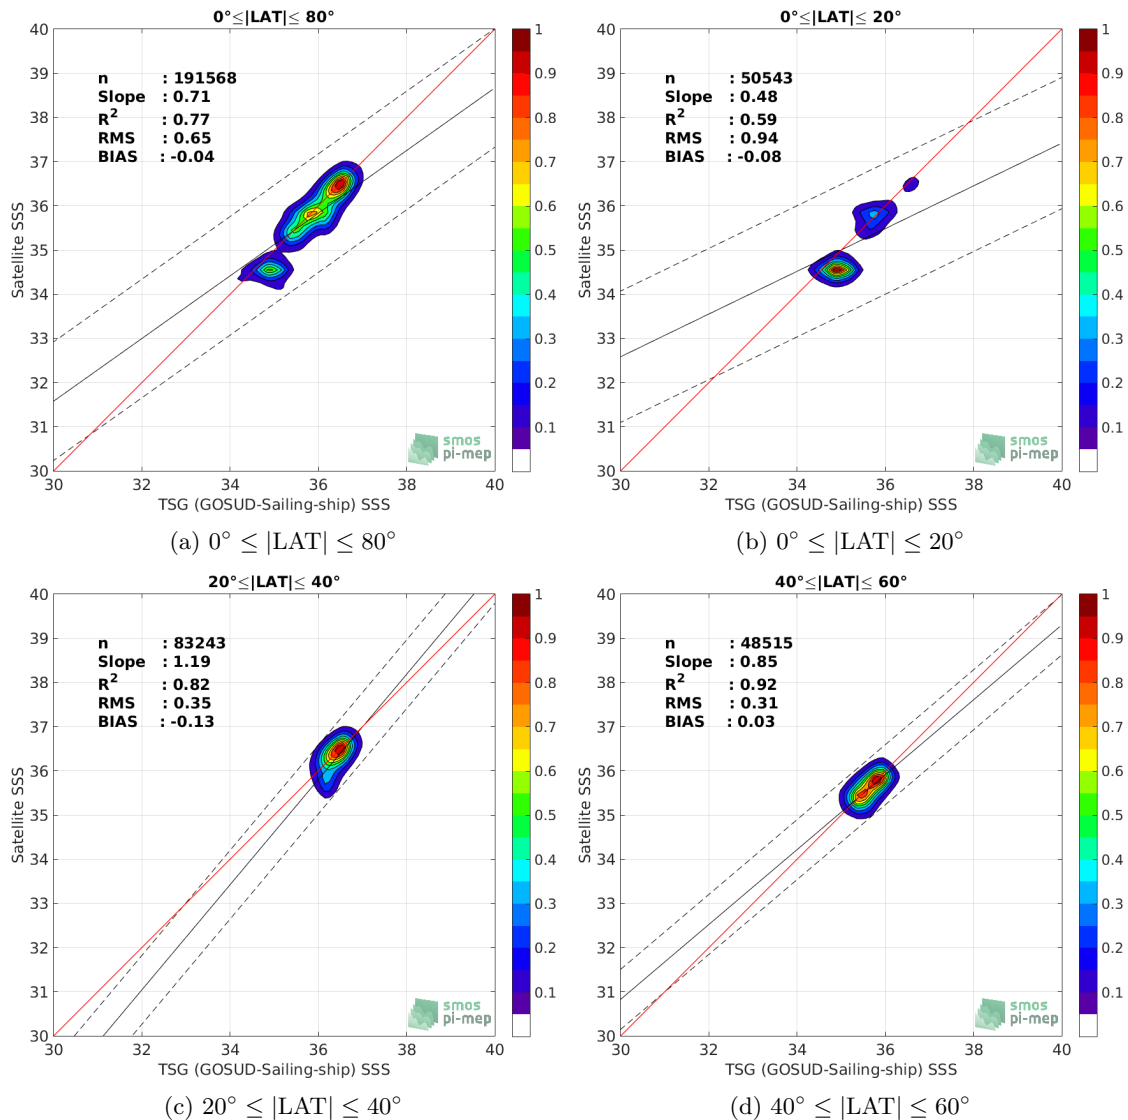 0°≤|LAT|≤ 80°
40
39
38
37
36
35
34
33
32
31
30
30
32
34
36
38
40
Satellite SSS
TSG (GOSUD-Sailing-ship) SSS
n : 191568
Slope : 0.71
R2 : 0.77
RMS : 0.65
BIAS : -0.04
smos
pi-mep
1
0.9
0.8
0.7
0.6
0.5
0.4
0.3
0.2
0.1
(a) 0° ≤ |LAT| ≤ 80°
0°≤|LAT|≤ 20°
40
39
38
37
36
35
34
33
32
31
30
30
32
34
36
38
40
Satellite SSS
TSG (GOSUD-Sailing-ship) SSS
n : 50543
Slope : 0.48
R2 : 0.59
RMS : 0.94
BIAS : -0.08
smos
pi-mep
1
0.9
0.8
0.7
0.6
0.5
0.4
0.3
0.2
0.1
(b) 0° ≤ |LAT| ≤ 20°
20°≤|LAT|≤ 40°
40
39
38
37
36
35
34
33
32
31
30
30
32
34
36
38
40
Satellite SSS
TSG (GOSUD-Sailing-ship) SSS
n : 83243
Slope : 1.19
R2 : 0.82
RMS : 0.35
BIAS : -0.13
smos
pi-mep
1
0.9
0.8
0.7
0.6
0.5
0.4
0.3
0.2
0.1
(c) 20° ≤ |LAT| ≤ 40°
40°≤|LAT|≤ 60°
40
39
38
37
36
35
34
33
32
31
30
30
32
34
36
38
40
Satellite SSS
TSG (GOSUD-Sailing-ship) SSS
n : 48515
Slope : 0.85
R2 : 0.92
RMS : 0.31
BIAS : 0.03
smos
pi-mep
1
0.9
0.8
0.7
0.6
0.5
0.4
0.3
0.2
0.1
(d) 40° ≤ |LAT| ≤ 60°